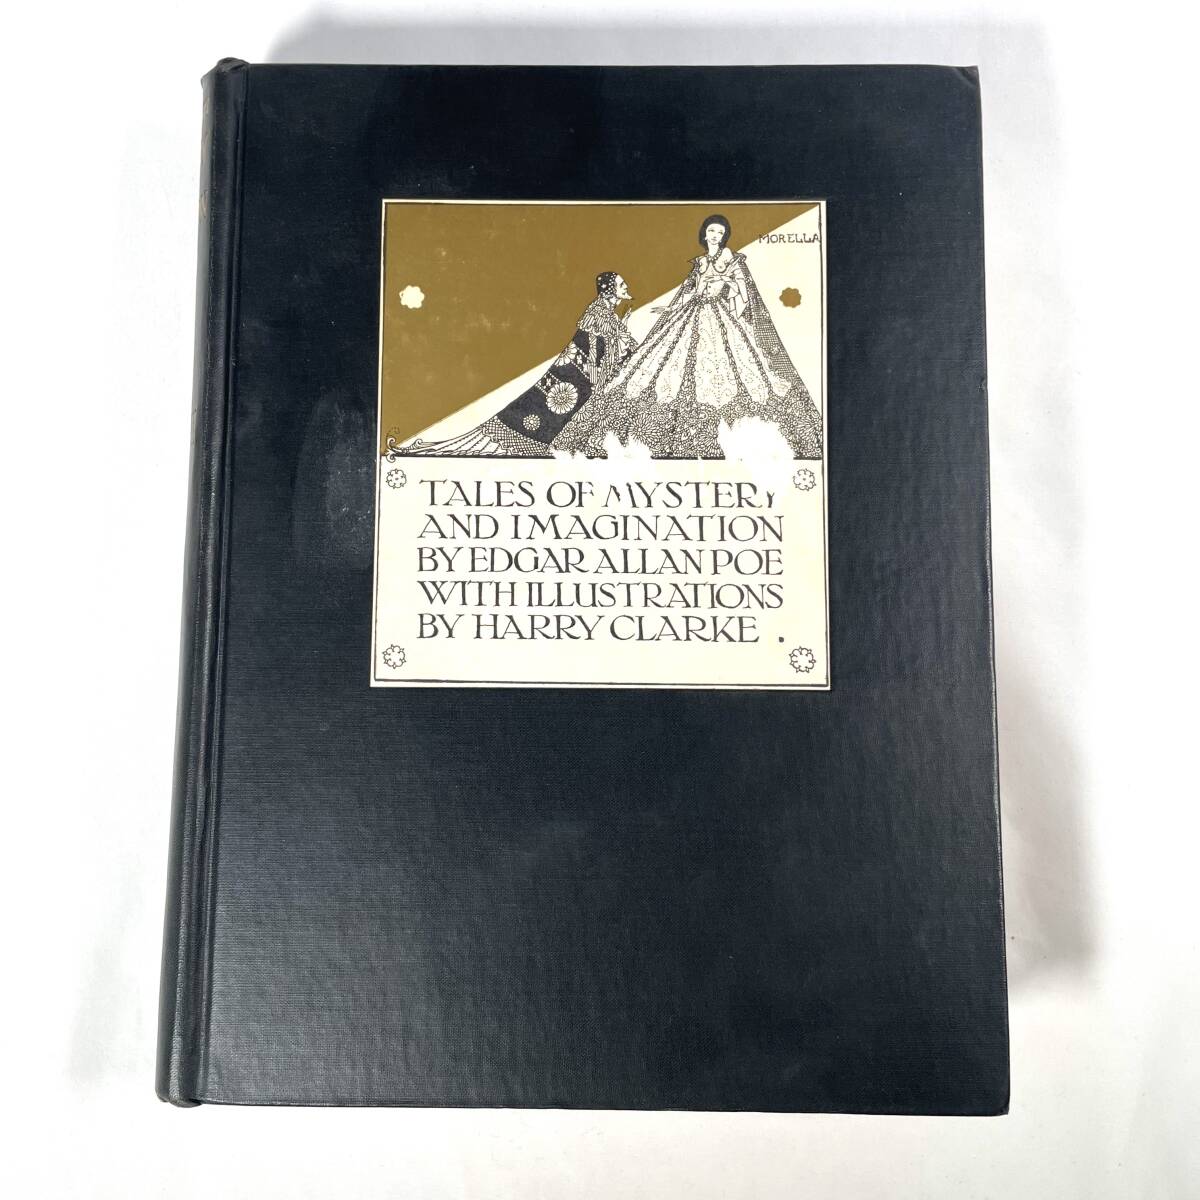 MORELLA
TALES OF MYSTERY
AND IMAGINATION
BY EDGAR ALLAN POE
WITH ILLUSTRATIONS
BY HARRY CLARKE .